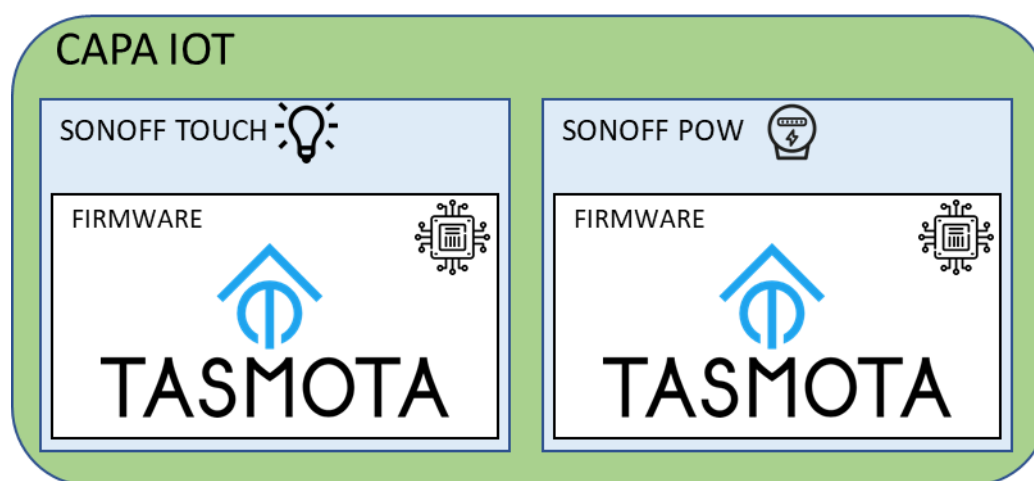 CAPA IOT
SONOFF TOUCH
FIRMWARE
TASMOTA
SONOFF POW
FIRMWARE
TASMOTA